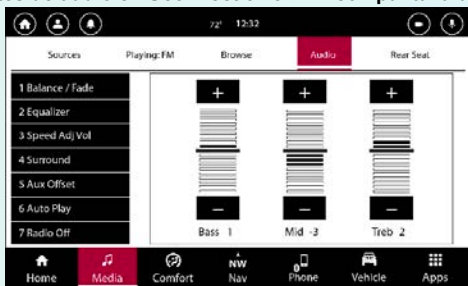 72° 12:32
Sources Playing: FM Browse Audio Rear Seat
1 Balance / Fade
2 Equalizer
3 Speed Adj Vol
4 Surround
5 Aux Offset
6 Auto Play
7 Radio Off
+ + +
– – –
Bass 1 Mid -3 Treb 2
NW
0
Home Media Comfort Nav Phone Vehicle Apps